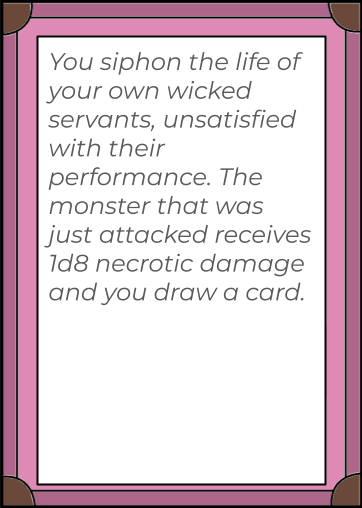 You siphon the life of
your own wicked
servants, unsatisfied
with their
performance. The
monster that was
just attacked receives
1d8 necrotic damage
and you draw a card.